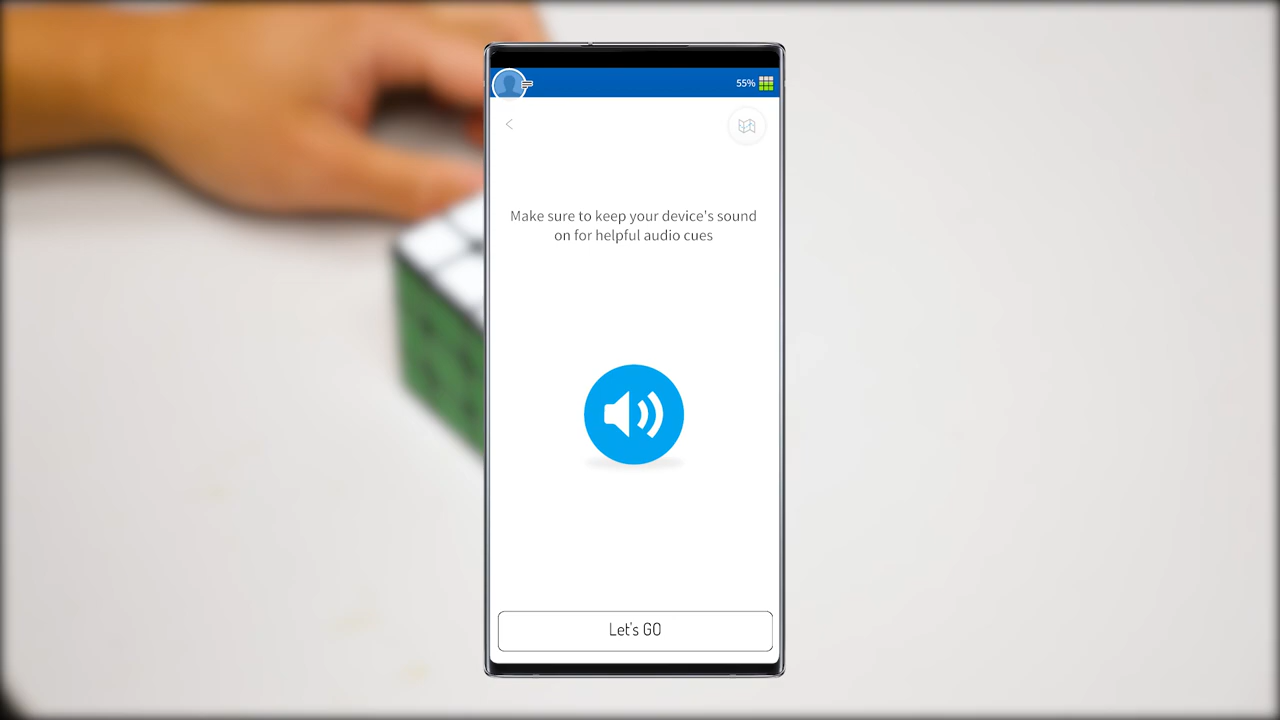 55%
Make sure to keep your device's sound
on for helpful audio cues
Let's GO